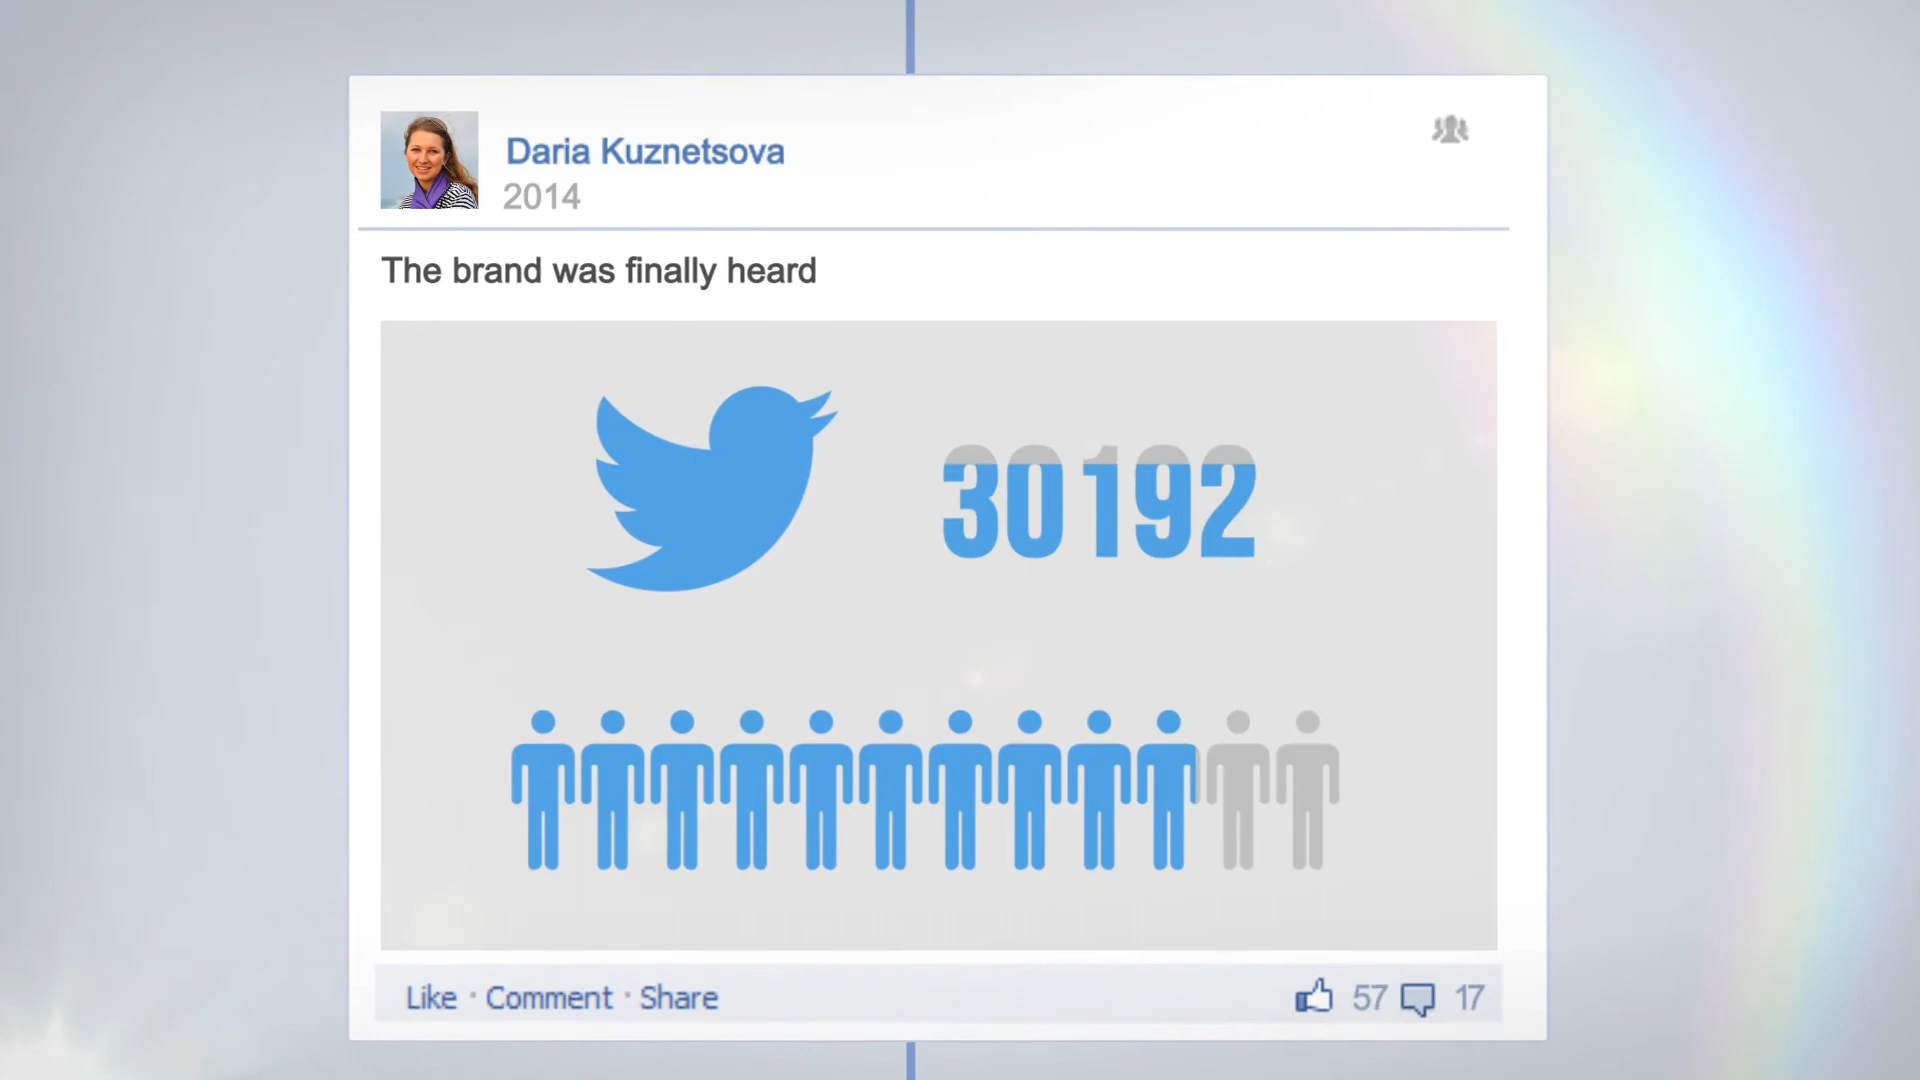 Daria Kuznetsova
2014
The brand was finally heard
30192
Like · Comment · Share
57 17